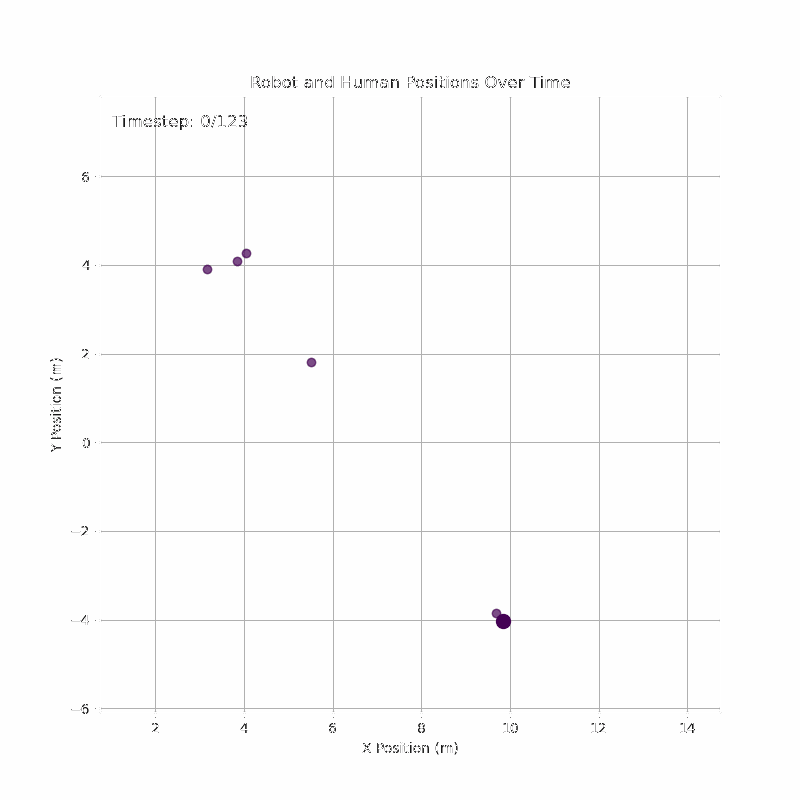 Robot and Human Positions Over Time
Timestep: 0/123
6
4
2
0
−2
−4
−6
Y Position (m)
2 4 6 8 10 12 14
X Position (m)